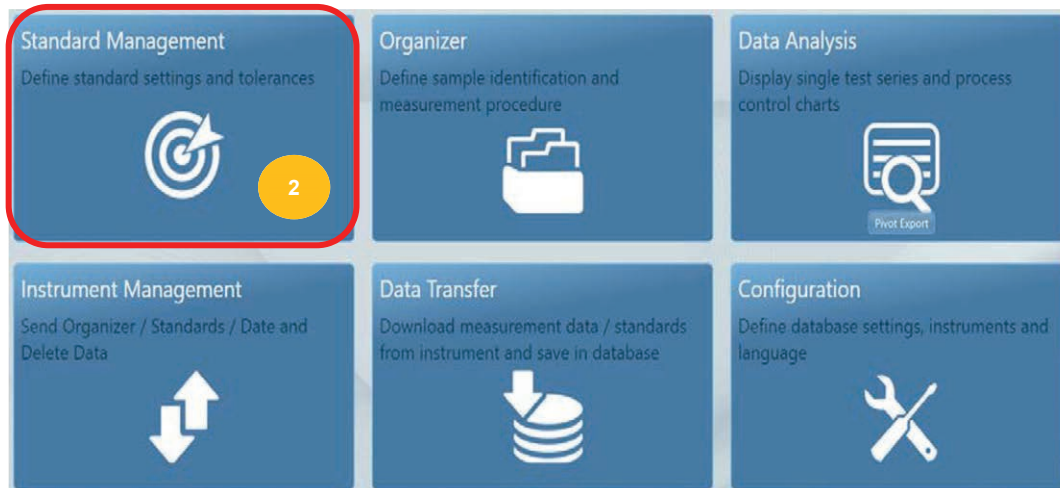 Standard Management
Define standard settings and tolerances
2
Organizer
Define sample identification and
measurement procedure
Data Analysis
Display single test series and process
control charts
Pivot Export
Instrument Management
Send Organizer / Standards / Date and
Delete Data
Data Transfer
Download measurement data / standards
from instrument and save in database
Configuration
Define database settings, instruments and
language